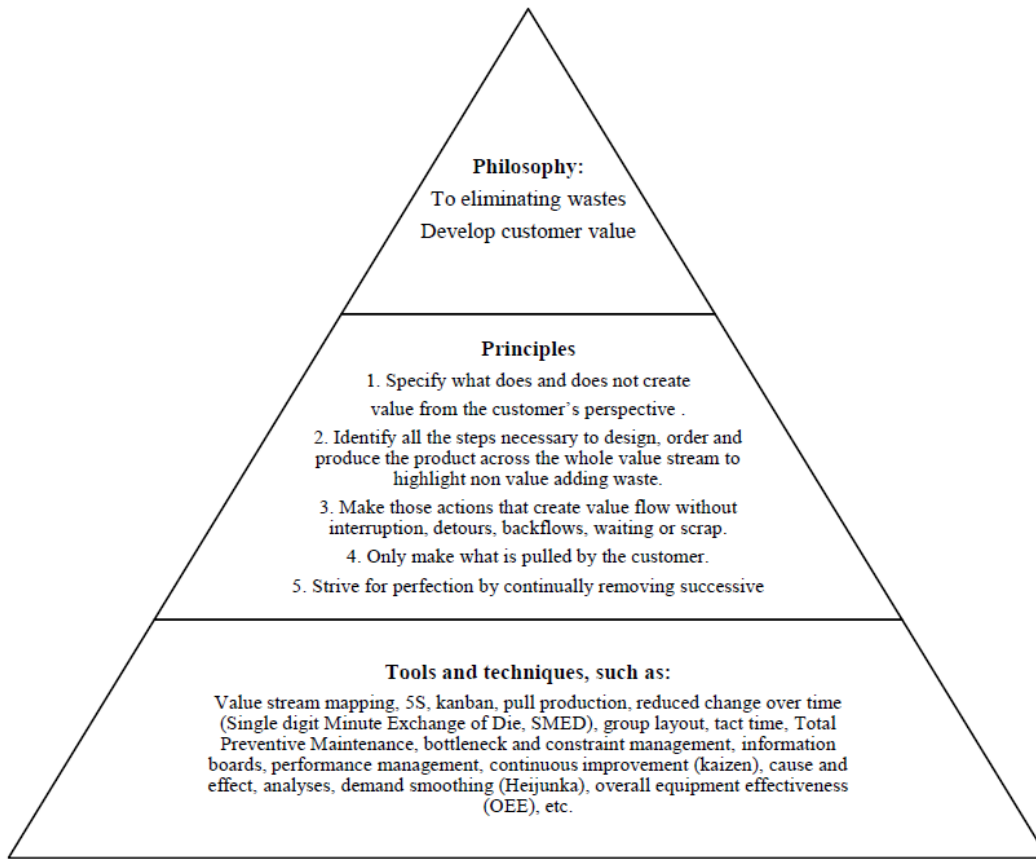 Philosophy:
To eliminating wastes
Develop customer value
Principles
1. Specify what does and does not create
value from the customer's perspective .
2. Identify all the steps necessary to design, order and
produce the product across the whole value stream to
highlight non value adding waste.
3. Make those actions that create value flow without
interruption, detours, backflows, waiting or scrap.
4. Only make what is pulled by the customer.
5. Strive for perfection by continually removing successive
Tools and techniques, such as:
Value stream mapping, 5S, kanban, pull production, reduced change over time
(Single digit Minute Exchange of Die, SMED), group layout, tact time, Total
Preventive Maintenance, bottleneck and constraint management, information
boards, performance management, continuous improvement (kaizen), cause and
effect, analyses, demand smoothing (Heijunka), overall equipment effectiveness
(OEE), etc.